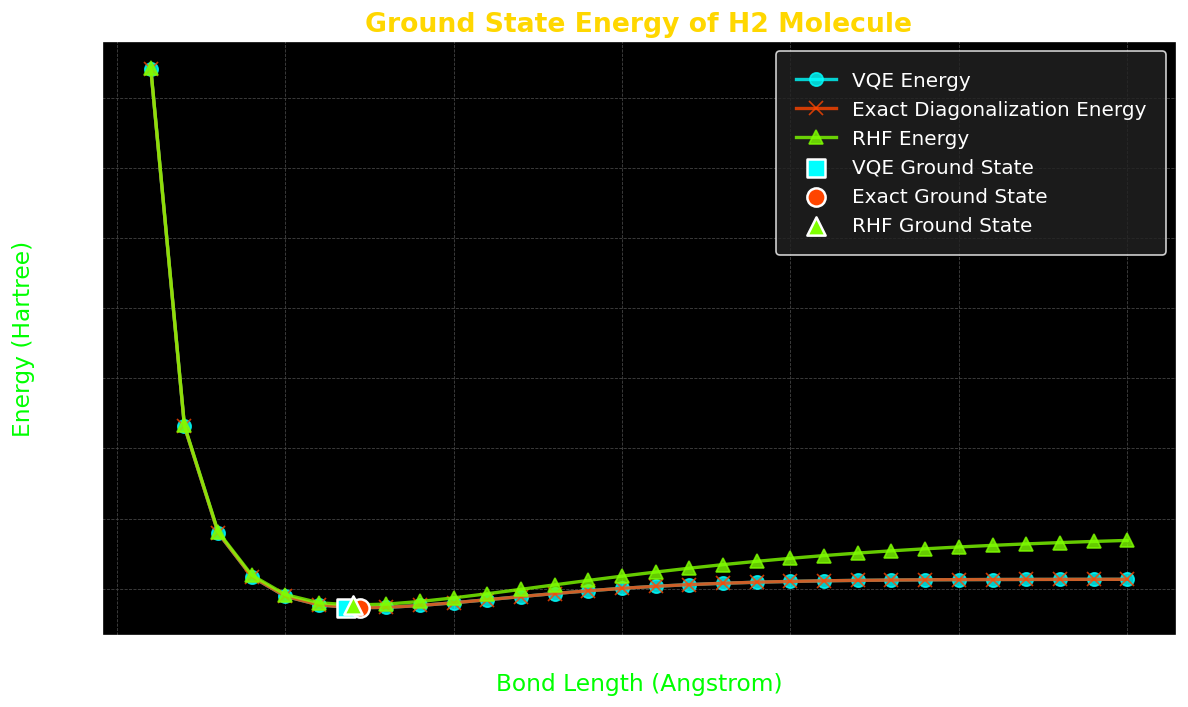 Ground State Energy of H2 Molecule
VQE Energy
Exact Diagonalization Energy
RHF Energy
VQE Ground State
Exact Ground State
RHF Ground State
Energy (Hartree)
Bond Length (Angstrom)